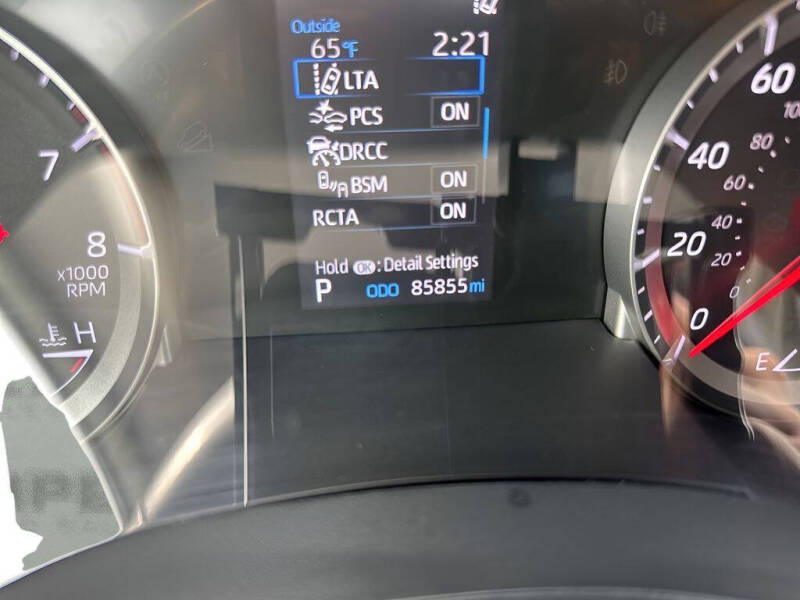 Outside
65°F 2:21
LTA
PCS ON
DRCC
BSM ON
RCTA ON
Hold OK : Detail Settings
P ODO 85855 mi
7
8
x1000
RPM
H
60
40
20
0
80
60
40
20
0
E